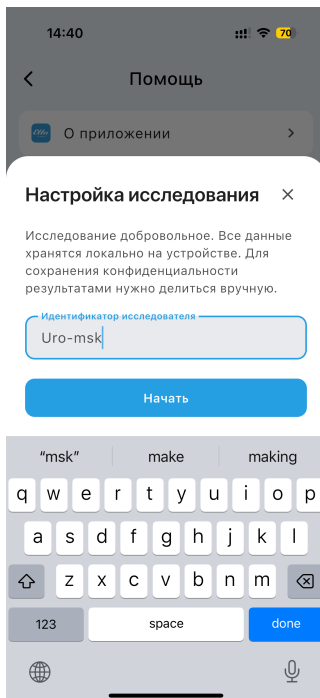 14:40
70
Помощь
О приложении
Настройка исследования
Исследование добровольное. Все данные
хранятся локально на устройстве. Для
сохранения конфиденциальности
результатами нужно делиться вручную.
Идентификатор исследователя
Uro-msk
Начать
“msk” make making
q w e r t y u i o p
a s d f g h j k l
z x c v b n m
123 space done